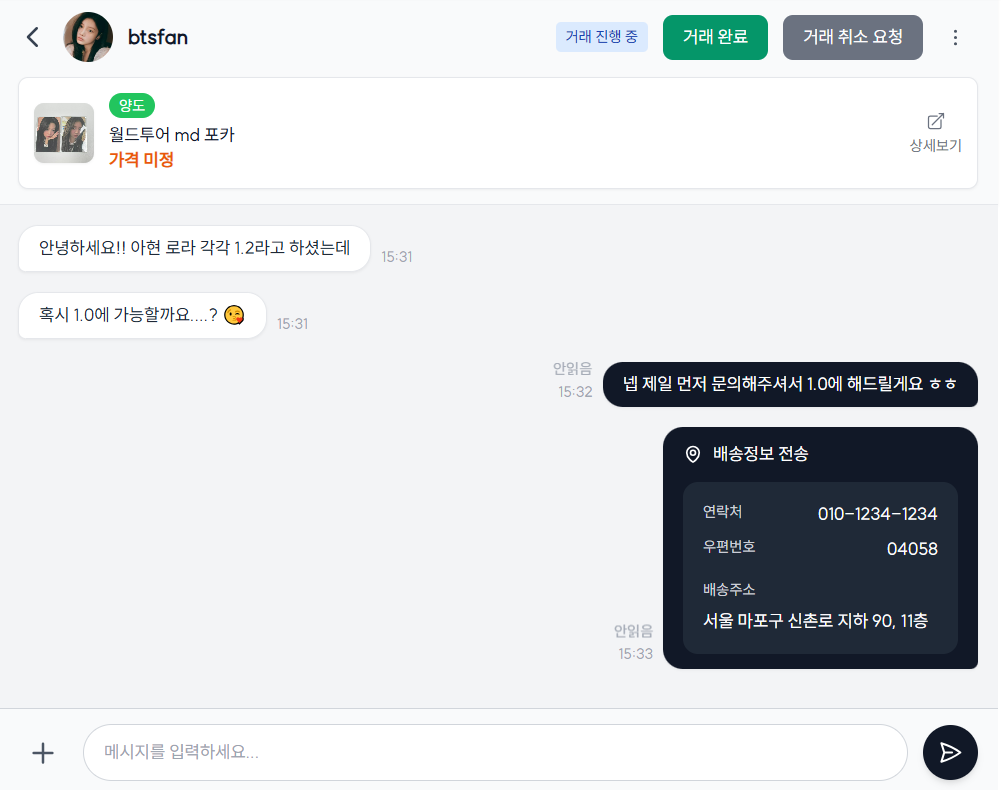 btsfan
거래 진행 중
거래 완료
거래 취소 요청
양도
월드투어 md 포카
가격 미정
상세보기
안녕하세요!! 아현 로라 각각 1.2라고 하셨는데
15:31
혹시 1.0에 가능할까요....? 😘
15:31
안읽음
15:32
넵 제일 먼저 문의해주셔서 1.0에 해드릴게요 ㅎㅎ
배송정보 전송
연락처
010-1234-1234
우편번호
04058
배송주소
서울 마포구 신촌로 지하 90, 11층
안읽음
15:33
메시지를 입력하세요...